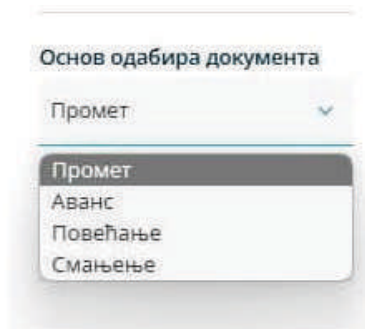 Основ одабира документа
Промет
Промет
Аванс
Повећање
Смањење